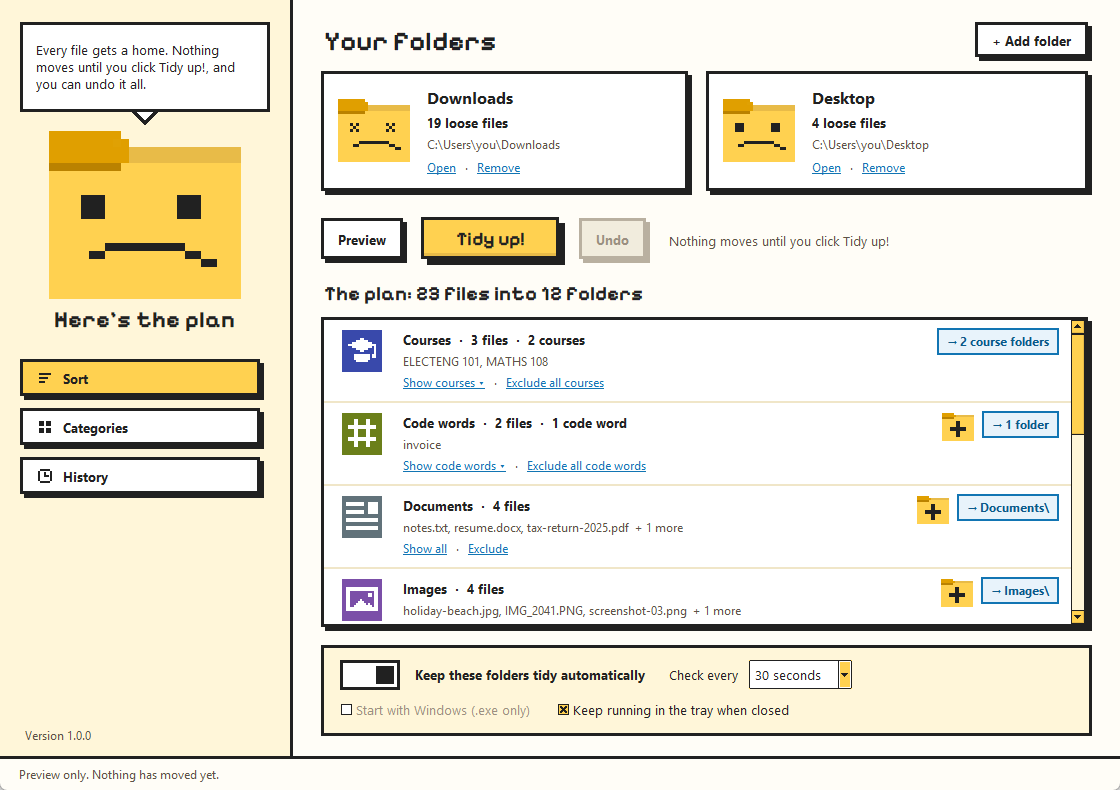 Every file gets a home. Nothing
moves until you click Tidy up!, and
you can undo it all.
Here's the plan
Sort
Categories
History
Version 1.0.0
Your Folders
+ Add folder
Downloads
19 loose files
C:\Users\you\Downloads
Open · Remove
Desktop
4 loose files
C:\Users\you\Desktop
Open · Remove
Preview
Tidy up!
Undo
Nothing moves until you click Tidy up!
The plan: 23 files into 12 folders
Courses · 3 files · 2 courses
→ 2 course folders
ELECTENG 101, MATHS 108
Show courses ▾ · Exclude all courses
Code words · 2 files · 1 code word
→ 1 folder
invoice
Show code words ▾ · Exclude all code words
Documents · 4 files
→ Documents\
notes.txt, resume.docx, tax-return-2025.pdf + 1 more
Show all · Exclude
Images · 4 files
→ Images\
holiday-beach.jpg, IMG_2041.PNG, screenshot-03.png + 1 more
Keep these folders tidy automatically
Check every
30 seconds
Start with Windows (.exe only)
Keep running in the tray when closed
Preview only. Nothing has moved yet.